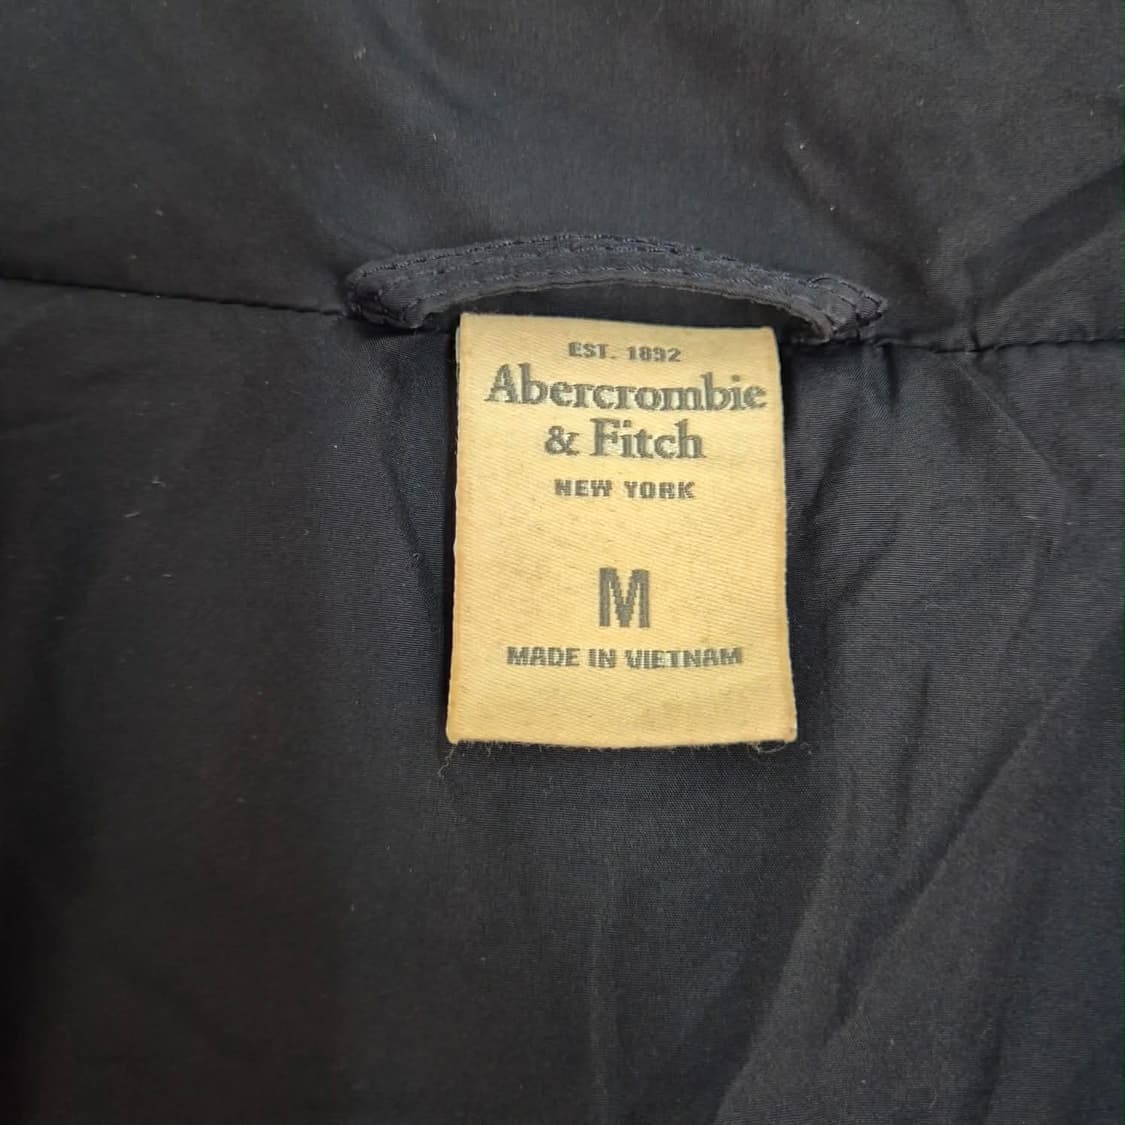 EST. 1892
Abercrombie
& Fitch
NEW YORK
M
MADE IN VIETNAM